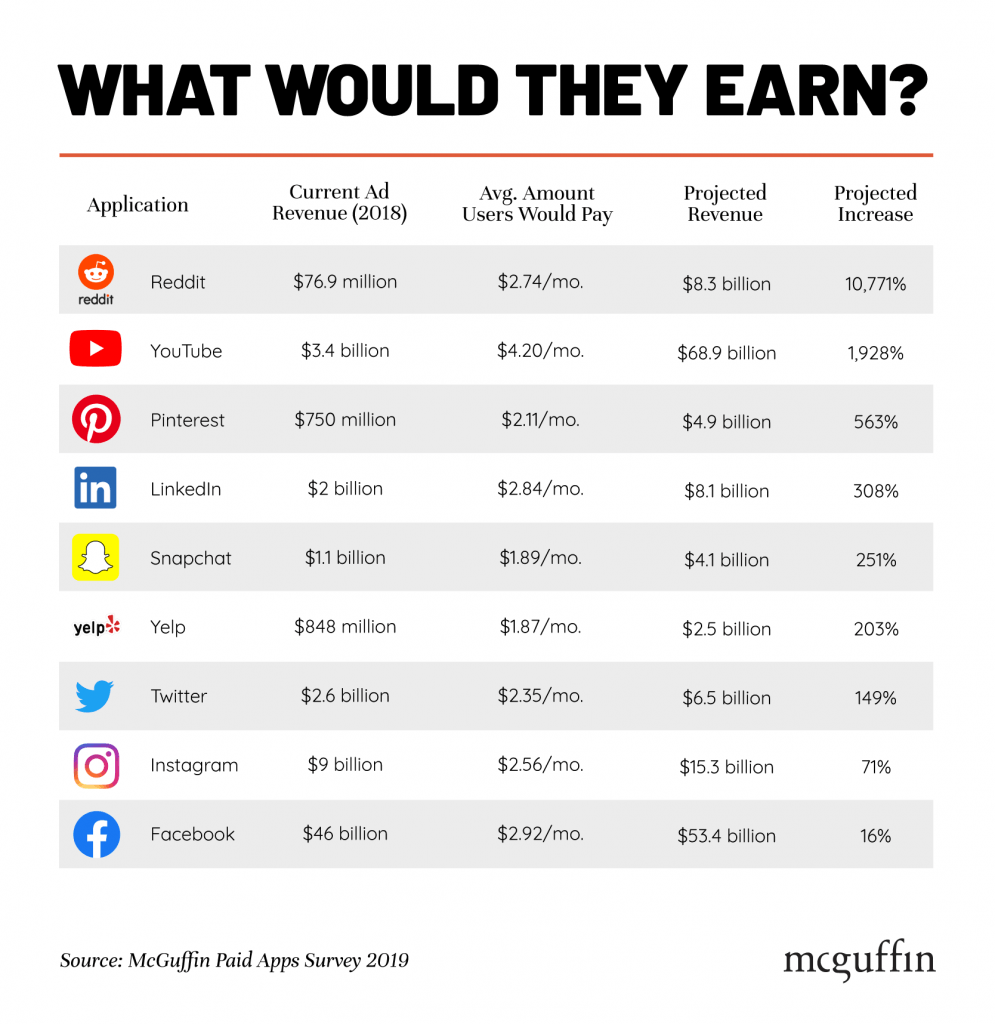 WHAT WOULD THEY EARN?
Application
Current Ad
Revenue (2018)
Avg. Amount
Users Would Pay
Projected
Revenue
Projected
Increase
reddit Reddit $76.9 million $2.74/mo. $8.3 billion 10,771%
YouTube $3.4 billion $4.20/mo. $68.9 billion 1,928%
Pinterest $750 million $2.11/mo. $4.9 billion 563%
in LinkedIn $2 billion $2.84/mo. $8.1 billion 308%
Snapchat $1.1 billion $1.89/mo. $4.1 billion 251%
yelp Yelp $848 million $1.87/mo. $2.5 billion 203%
Twitter $2.6 billion $2.35/mo. $6.5 billion 149%
Instagram $9 billion $2.56/mo. $15.3 billion 71%
Facebook $46 billion $2.92/mo. $53.4 billion 16%
Source: McGuffin Paid Apps Survey 2019
mcguffin